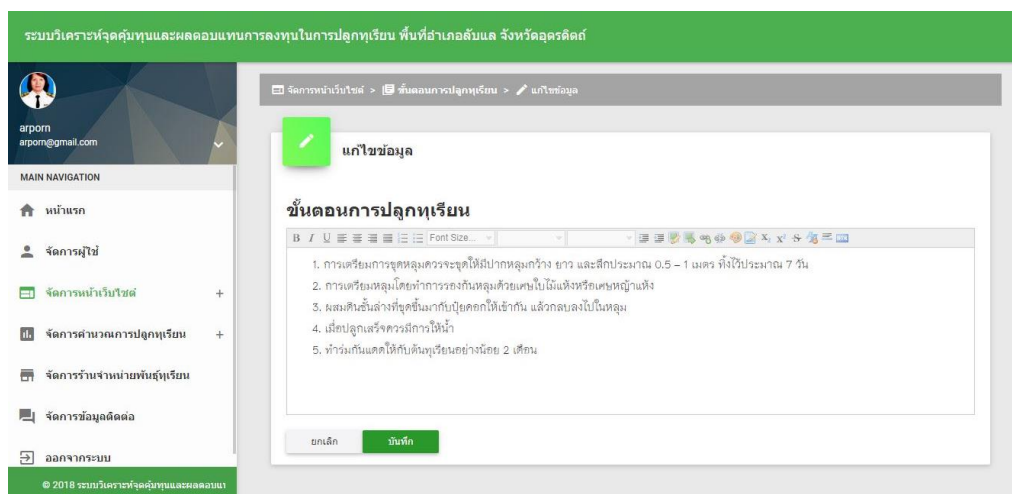 ระบบวิเคราะห์จุดคุ้มทุนและผลตอบแทนการลงทุนในการปลูกทุเรียน พื้นที่อำเภอลับแล จังหวัดอุตรดิตถ์
arporn
arporn@gmail.com
MAIN NAVIGATION
หน้าแรก
จัดการผู้ใช้
จัดการหน้าเว็บไซต์ +
จัดการคำนวณการปลูกทุเรียน +
จัดการร้านจำหน่ายพันธุ์ทุเรียน
จัดการข้อมูลติดต่อ
ออกจากระบบ
© 2018 ระบบวิเคราะห์จุดคุ้มทุนและผลตอบแท
จัดการหน้าเว็บไซต์ > ขั้นตอนการปลูกทุเรียน > แก้ไขข้อมูล
แก้ไขข้อมูล
ขั้นตอนการปลูกทุเรียน
B I U Font Size... X₂ X² S
1. การเตรียมการขุดหลุมควรจะขุดให้มีปากหลุมกว้าง ยาว และลึกประมาณ 0.5 – 1 เมตร ทิ้งไว้ประมาณ 7 วัน
2. การเตรียมหลุมโดยทำการรองก้นหลุมด้วยเศษใบไม้แห้งหรือเศษหญ้าแห้ง
3. ผสมดินชั้นล่างที่ขุดขึ้นมากับปุ๋ยคอกให้เข้ากัน แล้วกลบลงไปในหลุม
4. เมื่อปลูกเสร็จควรมีการให้น้ำ
5. ทำร่มกันแดดให้กับต้นทุเรียนอย่างน้อย 2 เดือน
ยกเลิก บันทึก